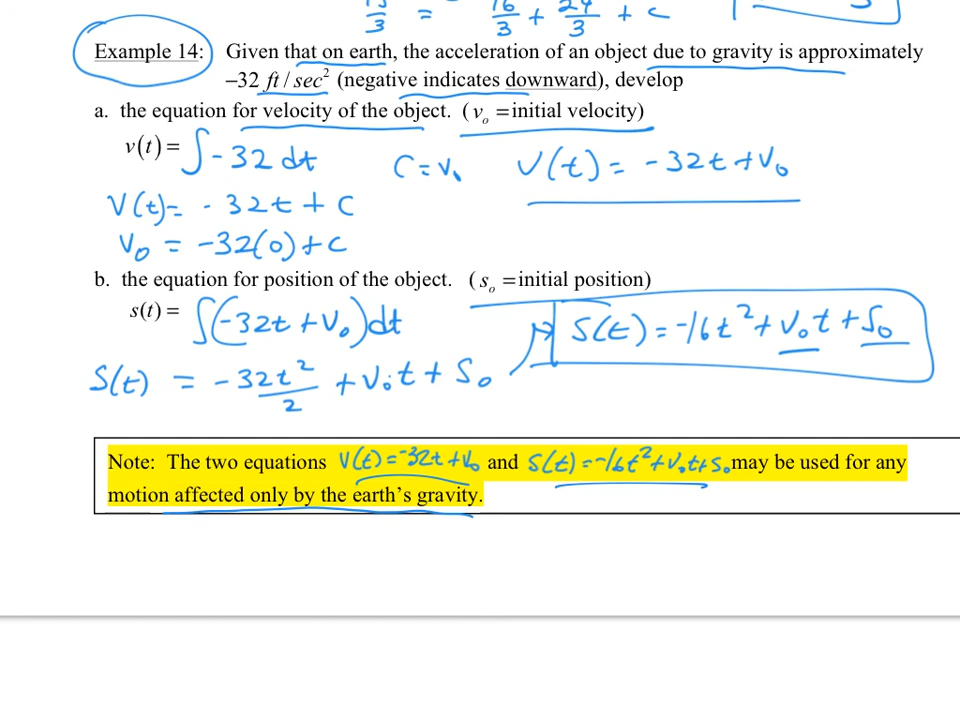 = 16/3 + 24/3 + c
Example 14: Given that on earth, the acceleration of an object due to gravity is approximately
–32 ft / sec² (negative indicates downward), develop
a. the equation for velocity of the object. (v₀ = initial velocity)
v(t) = ∫ -32 dt C = V₀ V(t) = -32t + V₀
V(t) = -32t + C
V₀ = -32(0) + C
b. the equation for position of the object. (s₀ = initial position)
s(t) = ∫(-32t + V₀)dt S(t) = -16t² + V₀t + S₀
S(t) = -32t²/2 + V₀t + S₀
Note: The two equations V(t) = -32t + V₀ and S(t) = -16t² + V₀t + S₀ may be used for any
motion affected only by the earth's gravity.